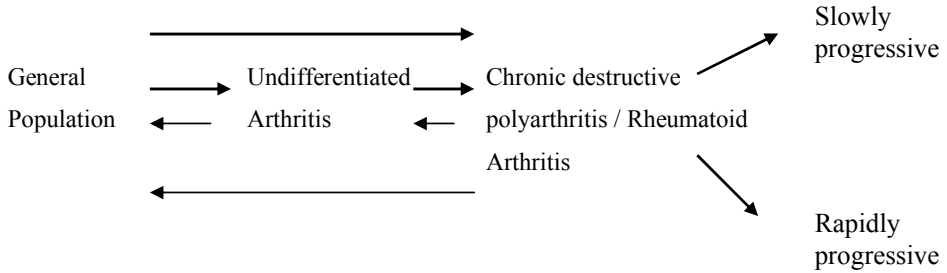 Slowly
progressive
General
Population
Undifferentiated
Arthritis
Chronic destructive
polyarthritis / Rheumatoid
Arthritis
Rapidly
progressive